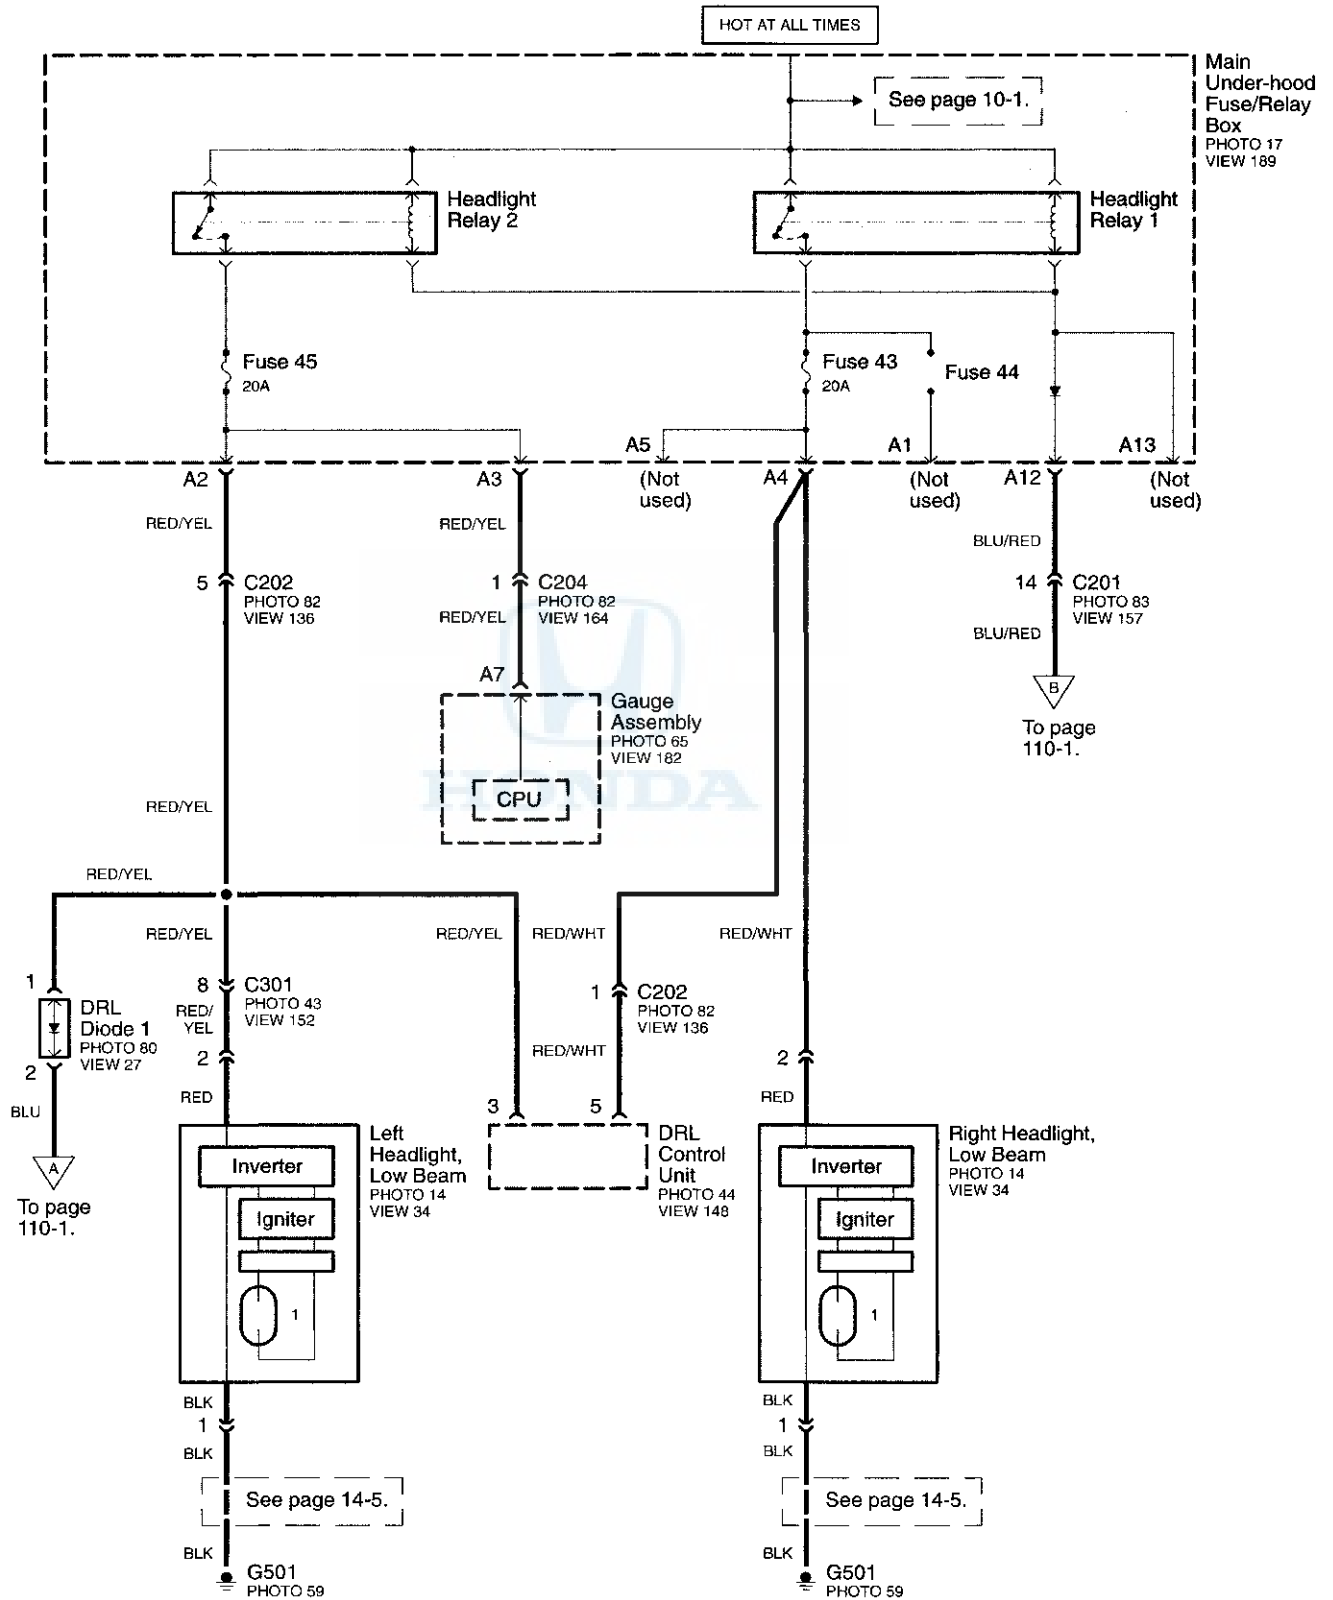 HOT AT ALL TIMES
Main
Under-hood
Fuse/Relay
Box
PHOTO 17
VIEW 189
See page 10-1.
Headlight
Relay 2
Headlight
Relay 1
Fuse 45
20A
Fuse 43
20A
Fuse 44
A5
A1
A13
A2
A3
(Not
used)
A4
(Not
used)
A12
(Not
used)
RED/YEL
RED/YEL
BLU/RED
5
C202
PHOTO 82
VIEW 136
1
C204
PHOTO 82
VIEW 164
14
C201
PHOTO 83
VIEW 157
RED/YEL
BLU/RED
A7
B
To page
110-1.
Gauge
Assembly
PHOTO 65
VIEW 182
CPU
HONDA
RED/YEL
RED/YEL
RED/YEL
RED/YEL
RED/WHT
RED/WHT
1
DRL
Diode 1
PHOTO 80
VIEW 27
2
BLU
A
To page
110-1.
8
C301
PHOTO 43
VIEW 152
RED/
YEL
2
RED
1
C202
PHOTO 82
VIEW 136
RED/WHT
3
5
DRL
Control
Unit
PHOTO 44
VIEW 148
2
RED
Left
Headlight,
Low Beam
PHOTO 14
VIEW 34
Inverter
Igniter
1
Right Headlight,
Low Beam
PHOTO 14
VIEW 34
Inverter
Igniter
1
BLK
1
BLK
See page 14-5.
BLK
G501
PHOTO 59
BLK
1
BLK
See page 14-5.
BLK
G501
PHOTO 59